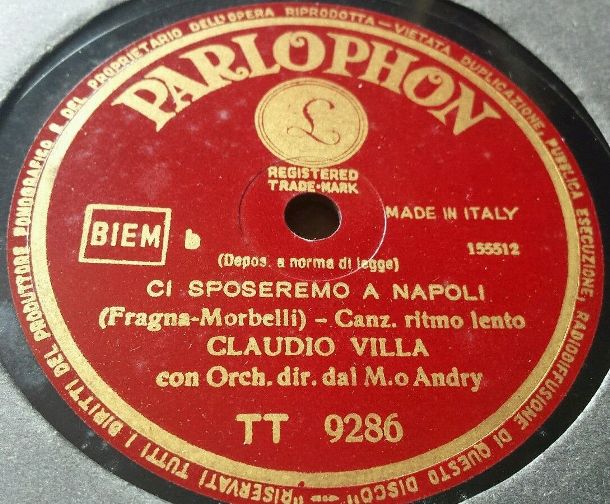 "RISERVATI TUTTI I DIRITTI DEL PRODUTTORE FONOGRAFICO E DEL PROPRIETARIO DELL'OPERA RIPRODOTTA - VIETATA DUPLICAZIONE, PUBBLICA ESECUZIONE, RADIODIFFUSIONE DI QUESTO DISCO"
PARLOPHON
£
REGISTERED
TRADE-MARK
MADE IN ITALY
BIEM b
155512
(Depos. a norma di legge)
CI SPOSEREMO A NAPOLI
(Fragna-Morbelli) - Canz. ritmo lento
CLAUDIO VILLA
con Orch. dir. dal M.o Andry
TT 9286